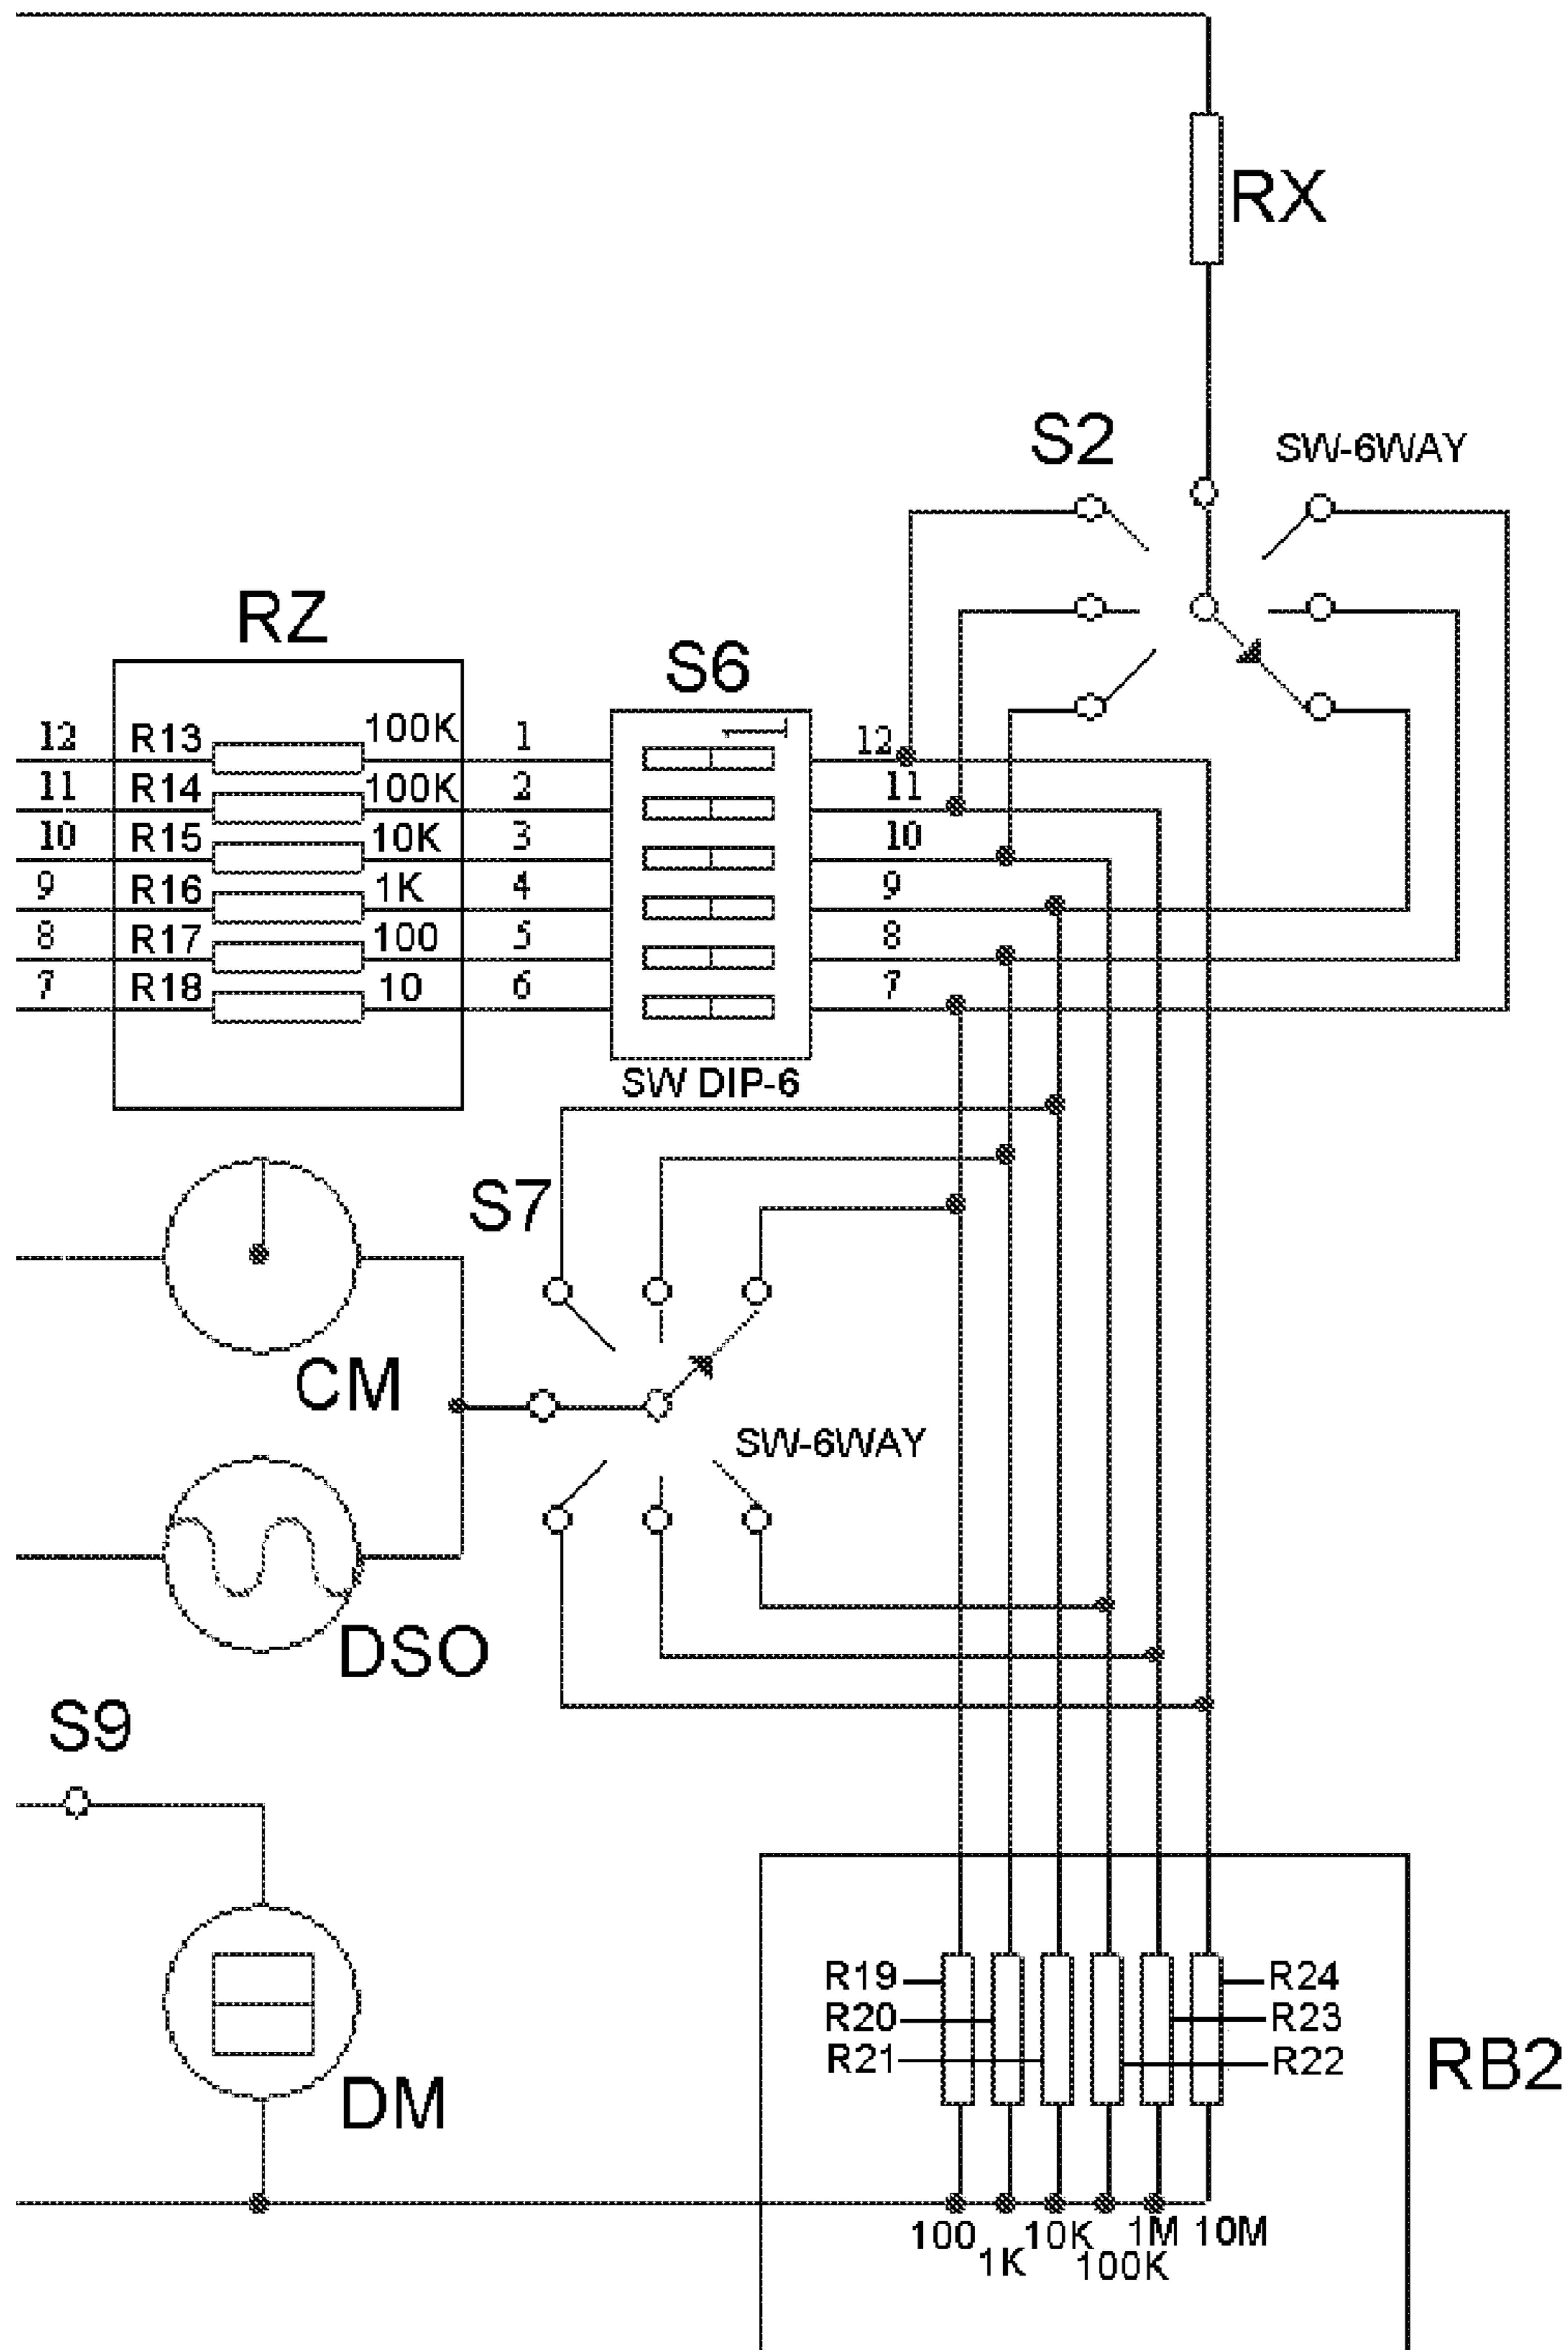 RX
S2 SW-6WAY
RZ
S6
12 R13 100K 1 12
11 R14 100K 2 11
10 R15 10K 3 10
9 R16 1K 4 9
8 R17 100 5 8
7 R18 10 6 7
SW DIP-6
S7
CM
SW-6WAY
DSO
S9
R19 R24
R20 R23
R21 R22
RB2
DM
100 1K 10K 100K 1M 10M